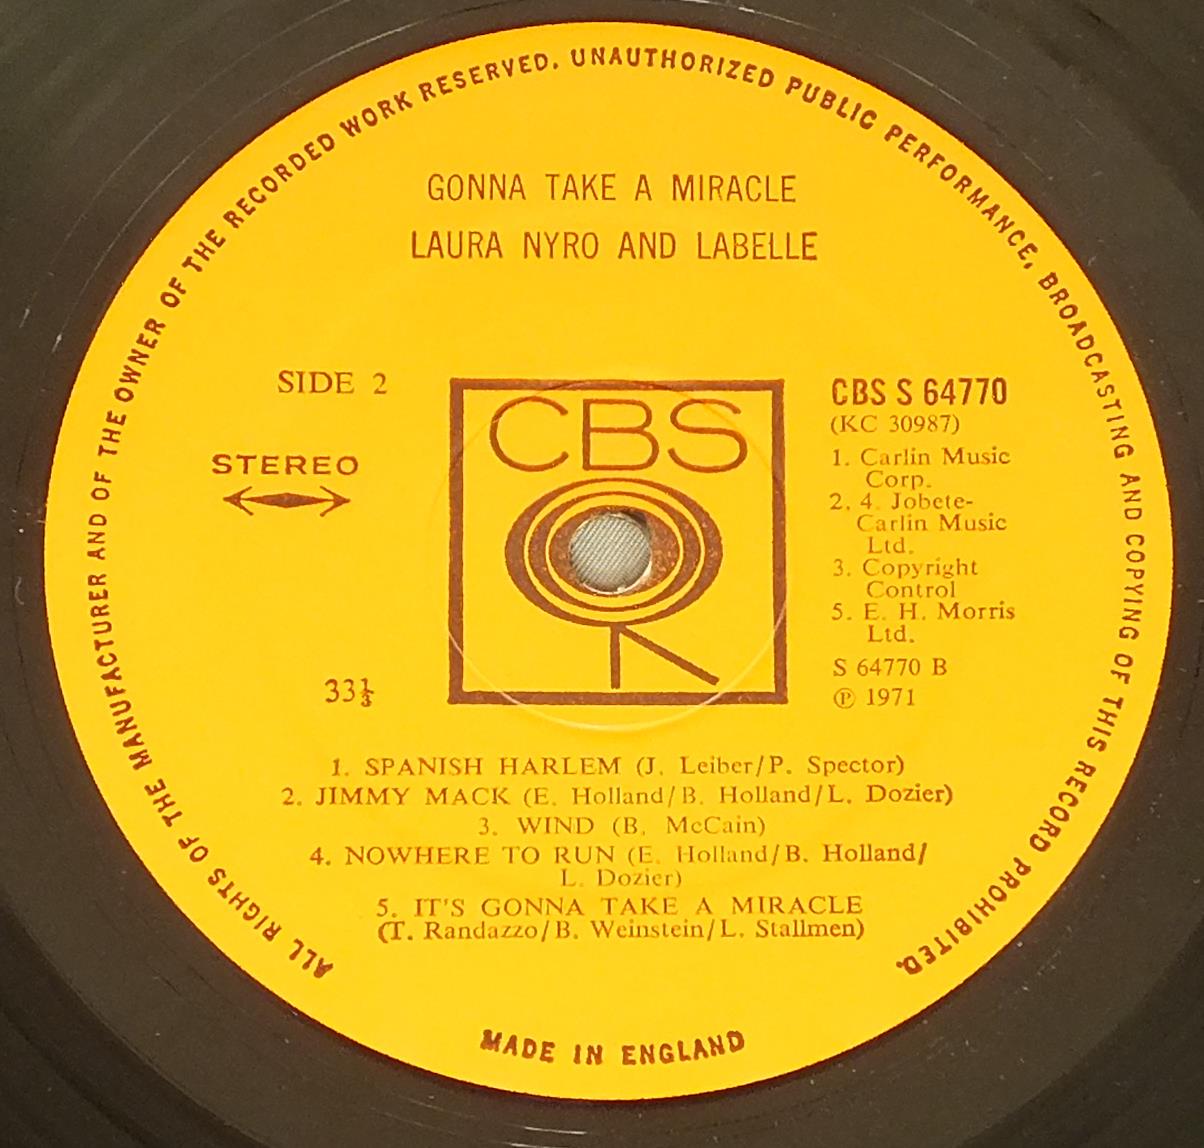 ALL RIGHTS OF THE MANUFACTURER AND OF THE OWNER OF THE RECORDED WORK RESERVED. UNAUTHORIZED PUBLIC PERFORMANCE, BROADCASTING AND COPYING OF THIS RECORD PROHIBITED.
GONNA TAKE A MIRACLE
LAURA NYRO AND LABELLE
SIDE 2
STEREO
33⅓
CBS
CBS S 64770
(KC 30987)
1. Carlin Music
Corp.
2. 4. Jobete-
Carlin Music
Ltd.
3. Copyright
Control
5. E. H. Morris
Ltd.
S 64770 B
℗ 1971
1. SPANISH HARLEM (J. Leiber/P. Spector)
2. JIMMY MACK (E. Holland/B. Holland/L. Dozier)
3. WIND (B. McCain)
4. NOWHERE TO RUN (E. Holland/B. Holland/
L. Dozier)
5. IT'S GONNA TAKE A MIRACLE
(T. Randazzo/B. Weinstein/L. Stallmen)
MADE IN ENGLAND